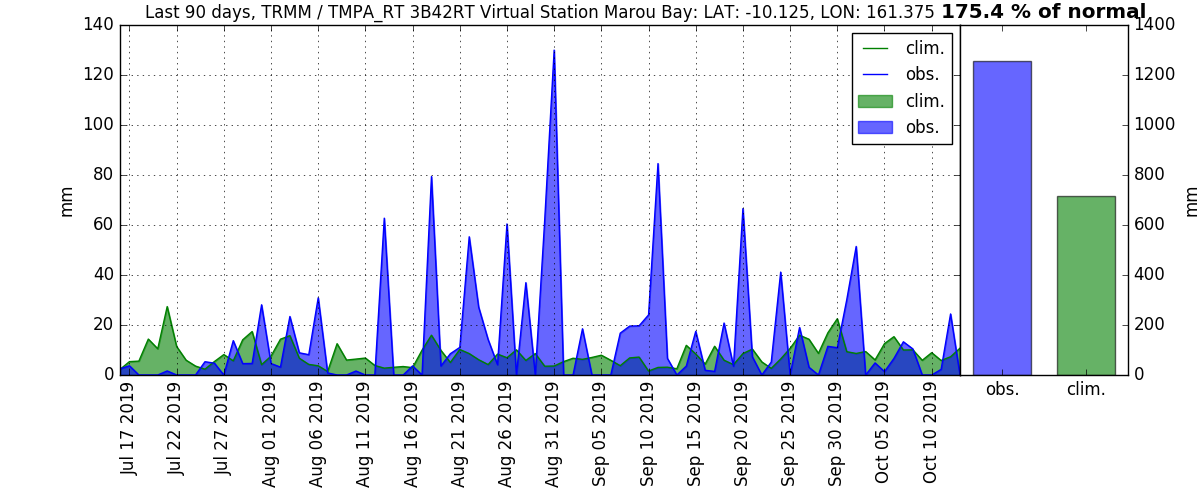 Last 90 days, TRMM / TMPA_RT 3B42RT Virtual Station Marou Bay: LAT: -10.125, LON: 161.375 175.4 % of normal
140
120
100
80
60
40
20
0
mm
clim.
obs.
clim.
obs.
1400
1200
1000
800
600
400
200
0
mm
Jul 17 2019
Jul 22 2019
Jul 27 2019
Aug 01 2019
Aug 06 2019
Aug 11 2019
Aug 16 2019
Aug 21 2019
Aug 26 2019
Aug 31 2019
Sep 05 2019
Sep 10 2019
Sep 15 2019
Sep 20 2019
Sep 25 2019
Sep 30 2019
Oct 05 2019
Oct 10 2019
obs.
clim.